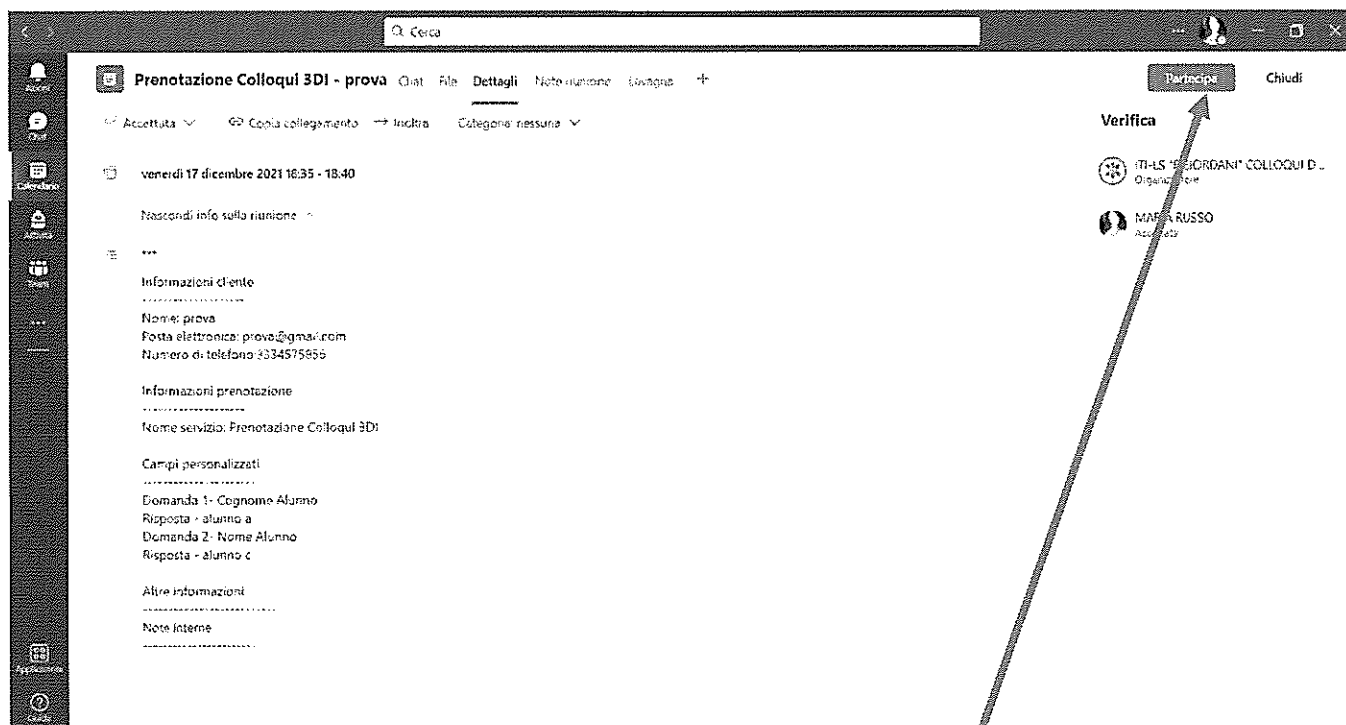 Cerca
Prenotazione Colloqui 3DI - prova Chat File Dettagli Note riunione Lavagna +
Partecipa Chiudi
Accettata Copia collegamento Inoltra Categoria: nessuna
Verifica
venerdì 17 dicembre 2021 18:35 - 18:40
COLLOQUI D...
Organizzatore
Nascondi info sulla riunione
MARIA RUSSO
Accettata
***
Informazioni cliente
--------------------
Nome: prova
Posta elettronica: prova@gmail.com
Numero di telefono:
Informazioni prenotazione
--------------------
Nome servizio: Prenotazione Colloqui 3DI
Campi personalizzati
----------------------
Domanda 1- Cognome Alunno
Risposta - alunno a
Domanda 2- Nome Alunno
Risposta - alunno c
Altre informazioni
--------------------------
Note interne
----------------------
Chat
Calendario
Attività
Team
...
Applicazioni
Guida